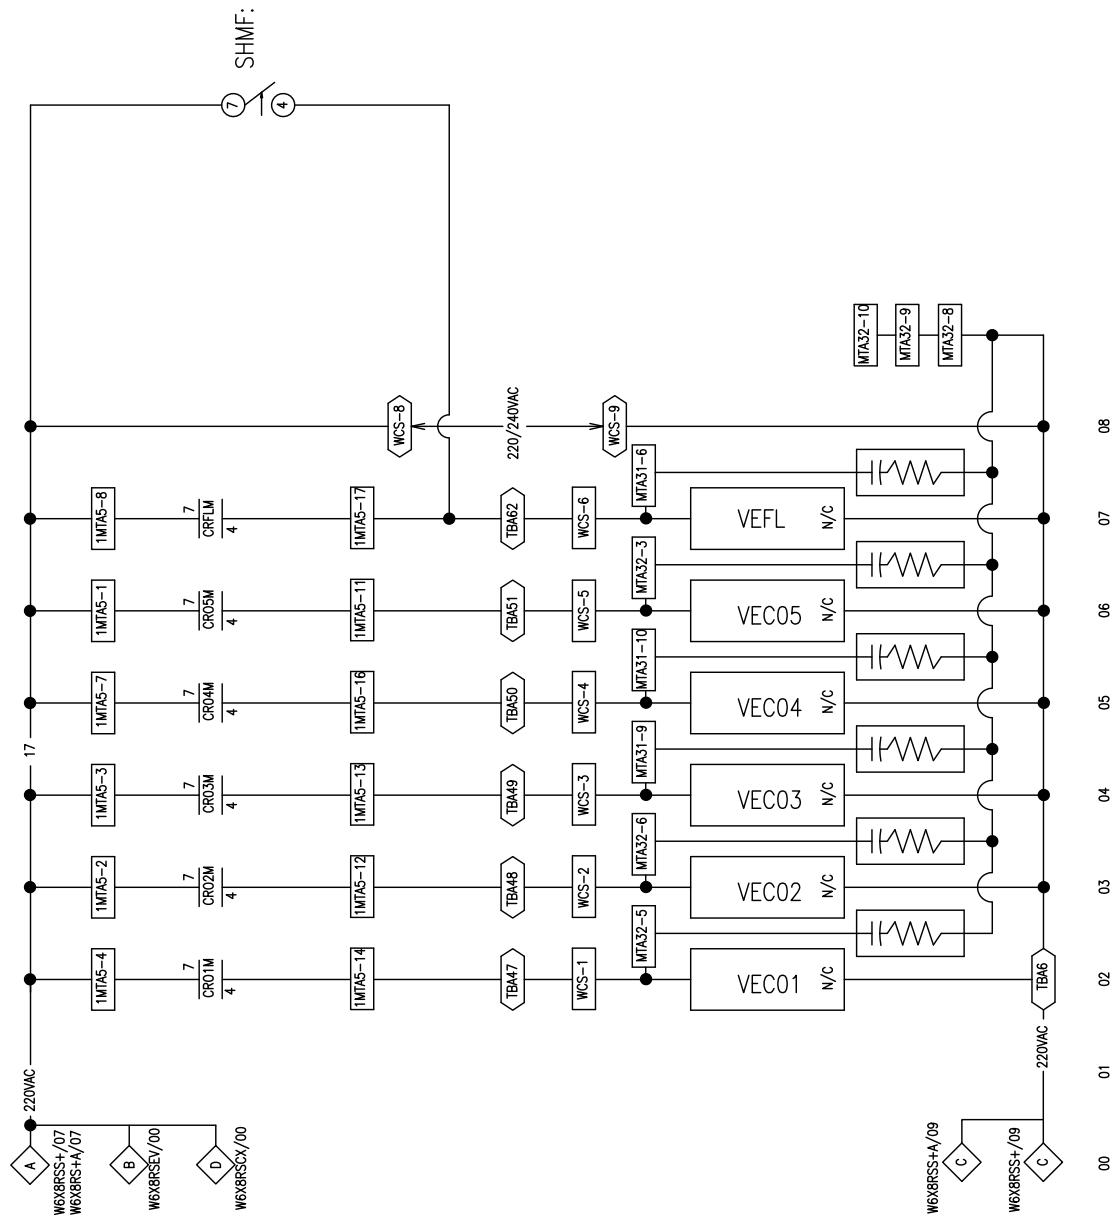 SHMF:
7
4
1MTA5-8
7
CRFLM
4
1MTA5-17
WCS-8
220/240VAC
WCS-9
TBA62
WCS-6
MTA31-6
VEFL
N/C
MTA32-10
MTA32-9
MTA32-8
08
07
1MTA5-1
7
CR05M
4
1MTA5-11
TBA51
WCS-5
MTA32-3
VEC05
N/C
06
1MTA5-7
7
CR04M
4
1MTA5-16
TBA50
WCS-4
MTA31-10
VEC04
N/C
05
17
1MTA5-3
7
CR03M
4
1MTA5-13
TBA49
WCS-3
MTA31-9
VEC03
N/C
04
1MTA5-2
7
CR02M
4
1MTA5-12
TBA48
WCS-2
MTA32-6
VEC02
N/C
03
1MTA5-4
7
CR01M
4
1MTA5-14
TBA47
WCS-1
MTA32-5
VEC01
N/C
TBA6
02
220VAC
220VAC
01
A
W6X8RSS+/07
W6X8RS+A/07
B
W6X8RSEV/00
D
W6X8RSCX/00
C
W6X8RSS+A/09
C
W6X8RSS+/09
00